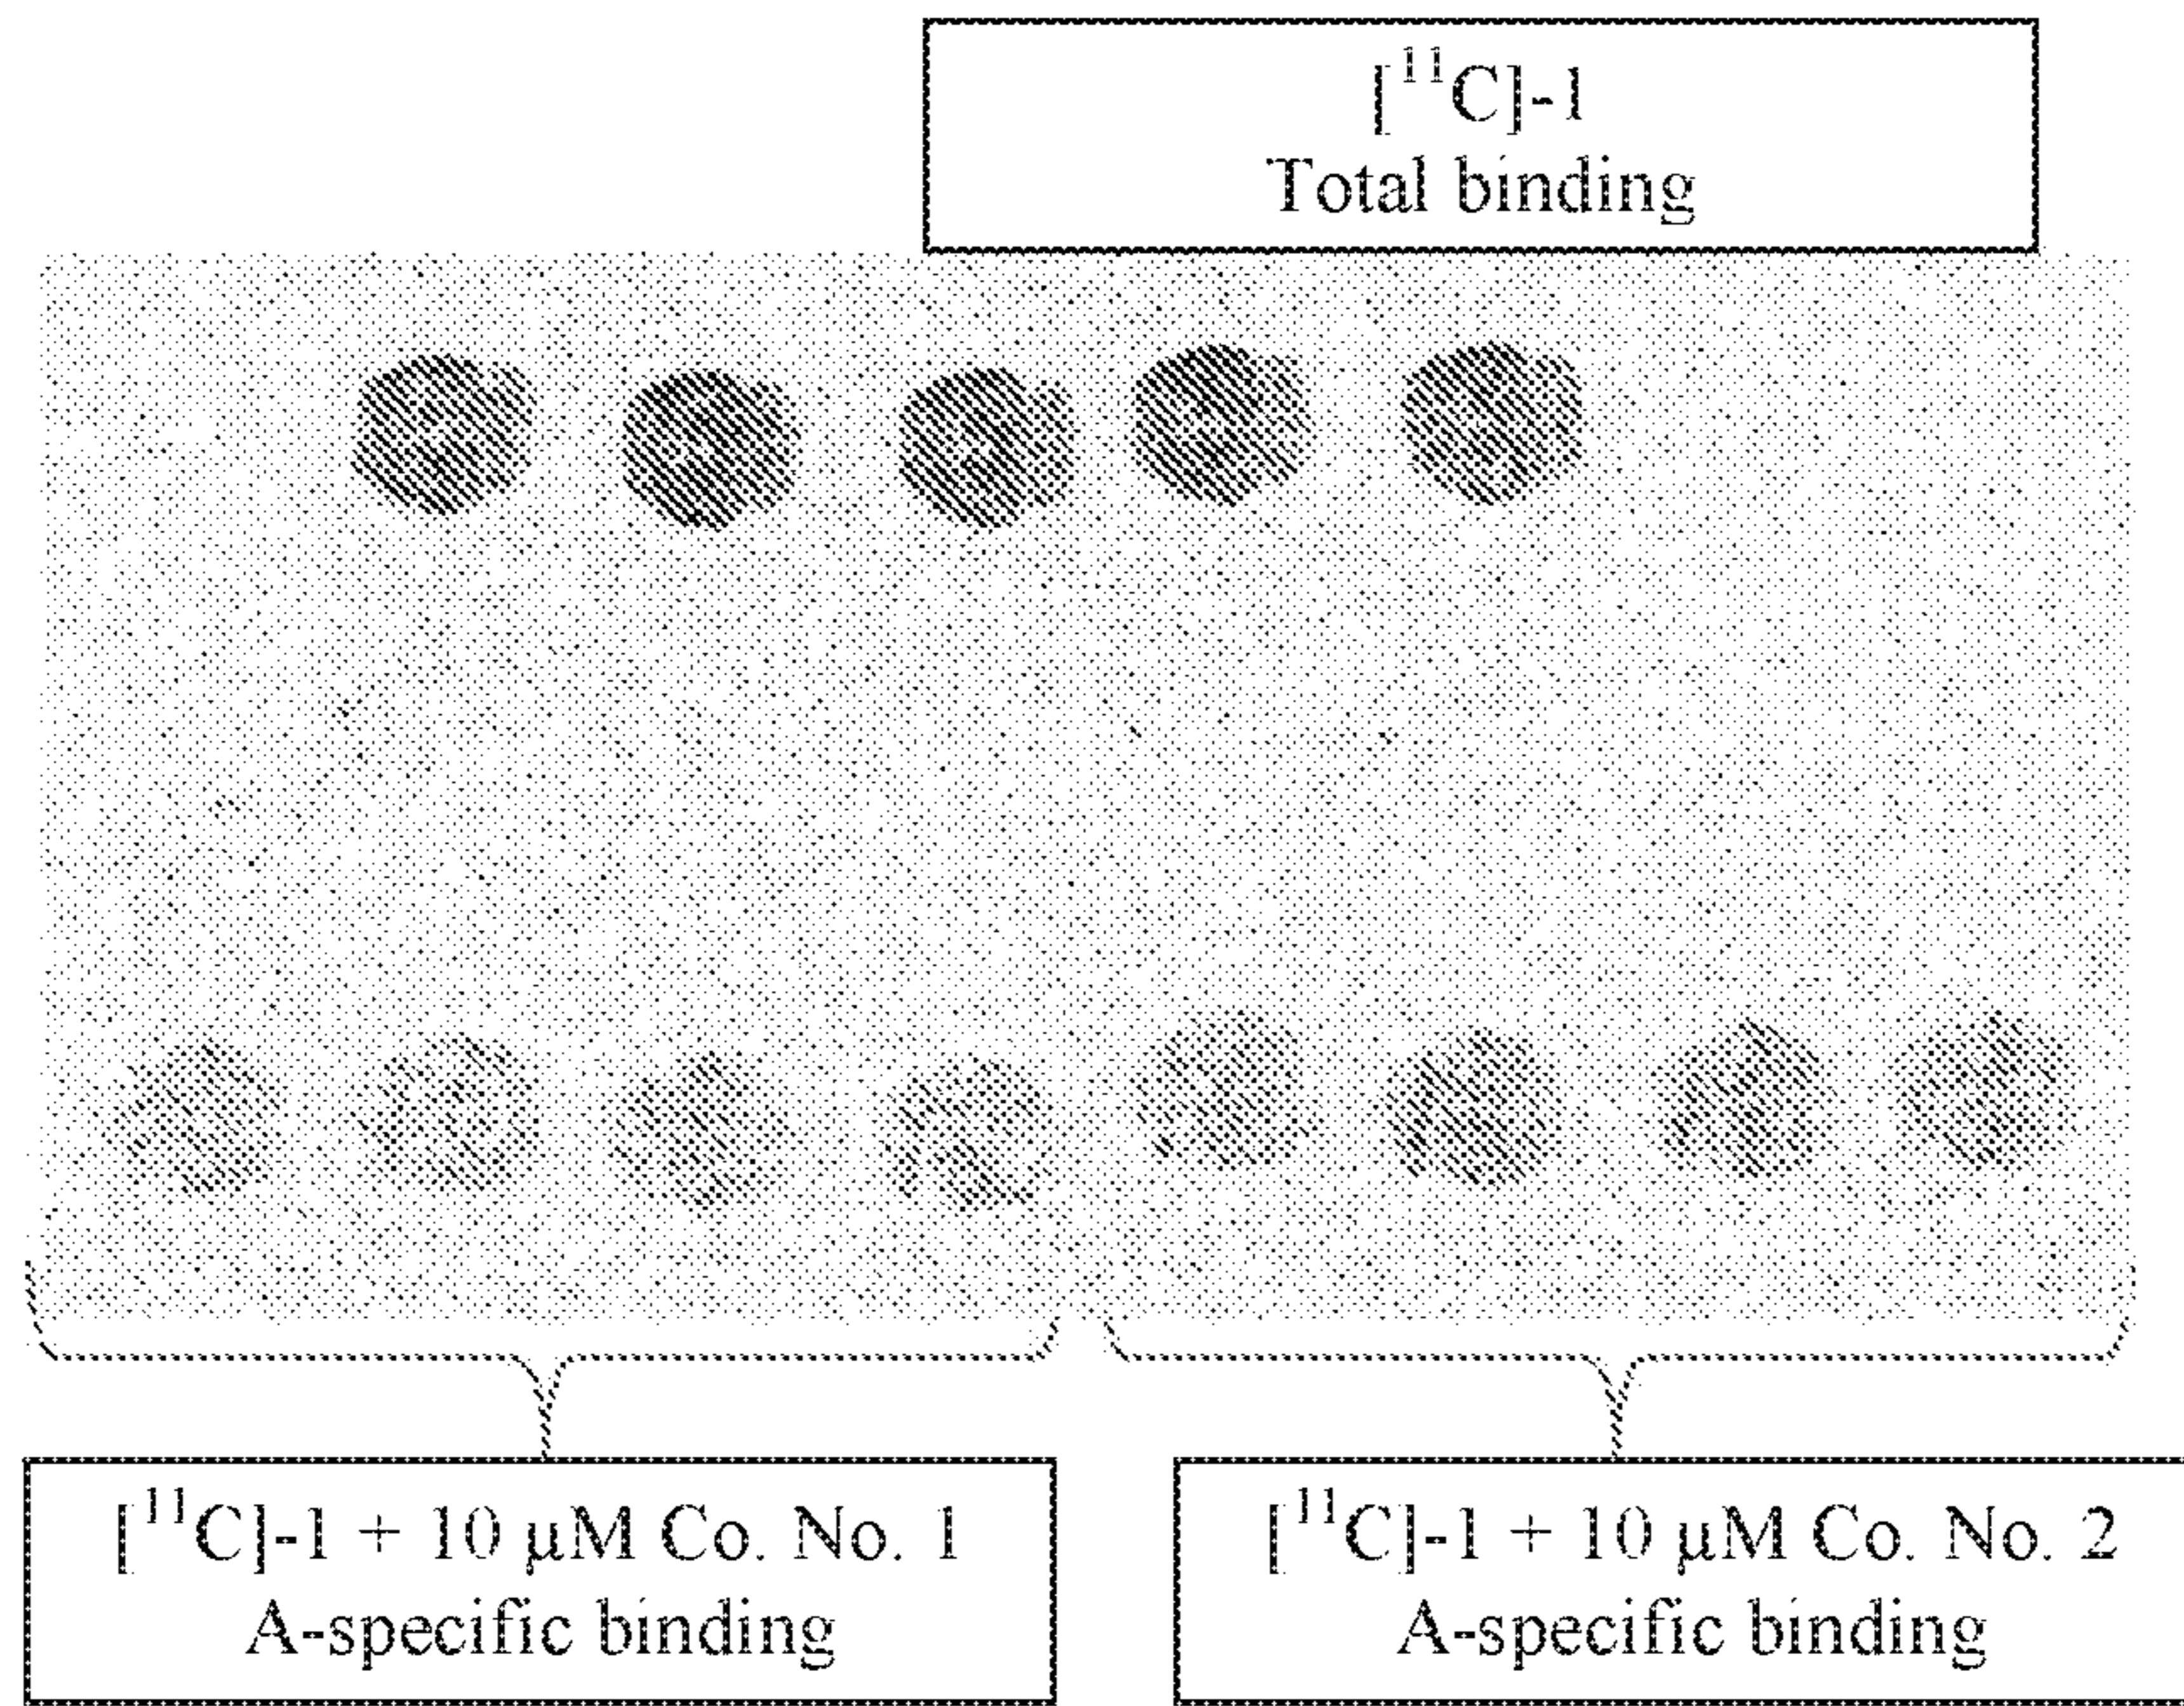 [¹¹C]-1
Total binding
[¹¹C]-1 + 10 µM Co. No. 1
A-specific binding
[¹¹C]-1 + 10 µM Co. No. 2
A-specific binding